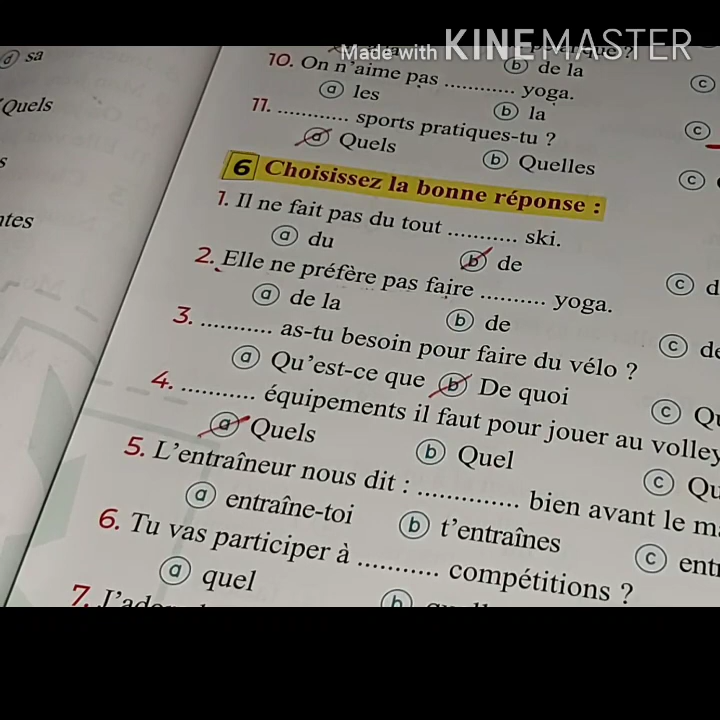 Made with KINEMASTER
ⓓ sa
10. On n'aime pas ............ yoga.
ⓑ de la
ⓒ
ⓐ les
ⓑ la
ⓒ
Quels
11. ............ sports pratiques-tu ?
ⓐ Quels
ⓑ Quelles
ⓒ
6 Choisissez la bonne réponse :
1. Il ne fait pas du tout ............ ski.
ⓐ du
ⓑ de
ⓒ
2. Elle ne préfère pas faire ........... yoga.
ⓐ de la
ⓑ de
ⓒ
3. ............ as-tu besoin pour faire du vélo ?
ⓐ Qu'est-ce que
ⓑ De quoi
ⓒ
4. ............ équipements il faut pour jouer au volley
ⓐ Quels
ⓑ Quel
ⓒ
5. L'entraîneur nous dit : ............... bien avant le
ⓐ entraîne-toi
ⓑ t'entraînes
ⓒ
6. Tu vas participer à ............ compétitions ?
ⓐ quel
7.